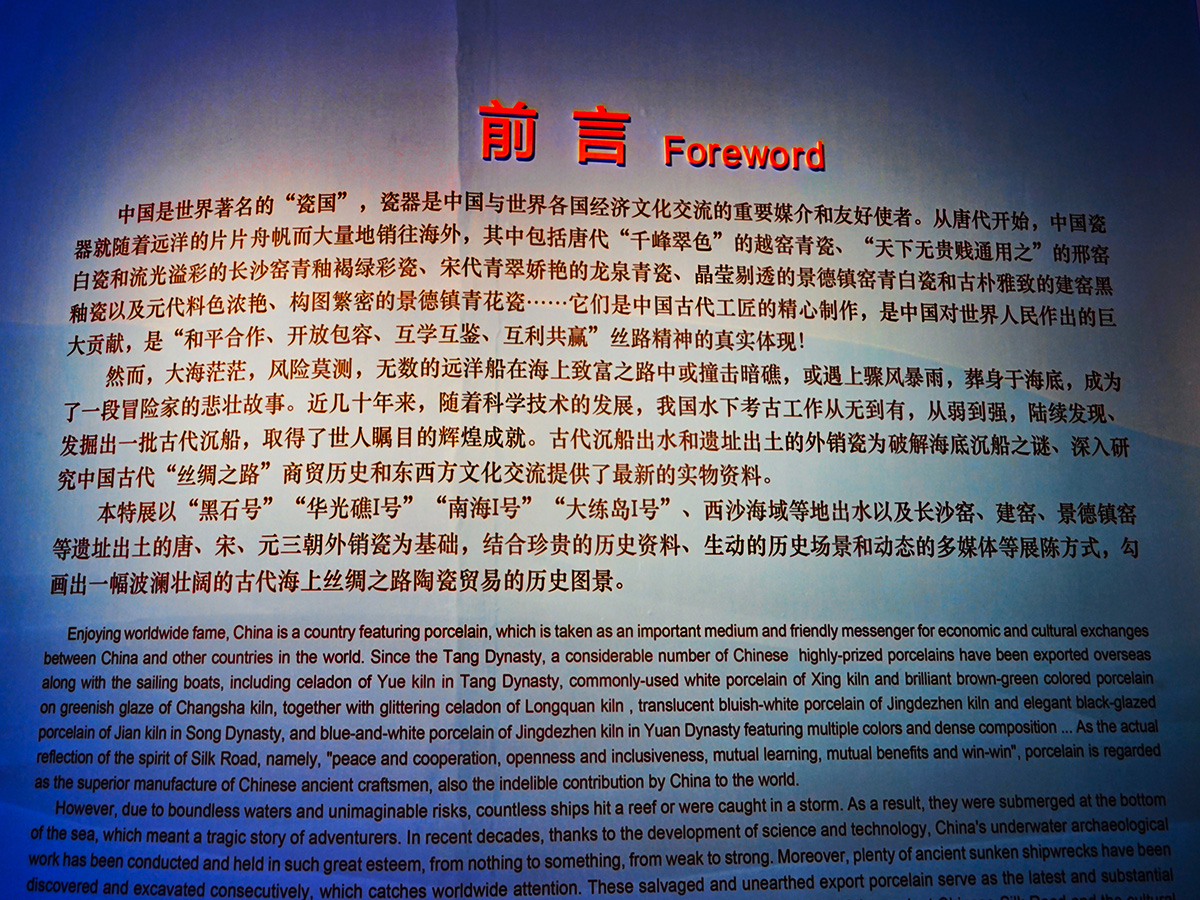 前言 Foreword
中国是世界著名的“瓷国”，瓷器是中国与世界各国经济文化交流的重要媒介和友好使者。从唐代开始，中国瓷
器就随着远洋的片片舟帆而大量地销往海外，其中包括唐代“千峰翠色”的越窑青瓷、“天下无贵贱通用之”的邢窑
白瓷和流光溢彩的长沙窑青釉褐绿彩瓷、宋代青翠娇艳的龙泉青瓷、晶莹剔透的景德镇窑青白瓷和古朴雅致的建窑黑
釉瓷以及元代料色浓艳、构图繁密的景德镇青花瓷……它们是中国古代工匠的精心制作，是中国对世界人民作出的巨
大贡献，是“和平合作、开放包容、互学互鉴、互利共赢”丝路精神的真实体现！
然而，大海茫茫，风险莫测，无数的远洋船在海上致富之路中或撞击暗礁，或遇上骤风暴雨，葬身于海底，成为
了一段冒险家的悲壮故事。近几十年来，随着科学技术的发展，我国水下考古工作从无到有，从弱到强，陆续发现、
发掘出一批古代沉船，取得了世人瞩目的辉煌成就。古代沉船出水和遗址出土的外销瓷为破解海底沉船之谜、深入研
究中国古代“丝绸之路”商贸历史和东西方文化交流提供了最新的实物资料。
本特展以“黑石号”“华光礁I号”“南海I号”“大练岛I号”、西沙海域等地出水以及长沙窑、建窑、景德镇窑
等遗址出土的唐、宋、元三朝外销瓷为基础，结合珍贵的历史资料、生动的历史场景和动态的多媒体等展陈方式，勾
画出一幅波澜壮阔的古代海上丝绸之路陶瓷贸易的历史图景。
Enjoying worldwide fame, China is a country featuring porcelain, which is taken as an important medium and friendly messenger for economic and cultural exchanges
between China and other countries in the world. Since the Tang Dynasty, a considerable number of Chinese highly-prized porcelains have been exported overseas
along with the sailing boats, including celadon of Yue kiln in Tang Dynasty, commonly-used white porcelain of Xing kiln and brilliant brown-green colored porcelain
on greenish glaze of Changsha kiln, together with glittering celadon of Longquan kiln , translucent bluish-white porcelain of Jingdezhen kiln and elegant black-glazed
porcelain of Jian kiln in Song Dynasty, and blue-and-white porcelain of Jingdezhen kiln in Yuan Dynasty featuring multiple colors and dense composition ... As the actual
reflection of the spirit of Silk Road, namely, "peace and cooperation, openness and inclusiveness, mutual learning, mutual benefits and win-win", porcelain is regarded
as the superior manufacture of Chinese ancient craftsmen, also the indelible contribution by China to the world.
However, due to boundless waters and unimaginable risks, countless ships hit a reef or were caught in a storm. As a result, they were submerged at the bottom
of the sea, which meant a tragic story of adventurers. In recent decades, thanks to the development of science and technology, China's underwater archaeological
work has been conducted and held in such great esteem, from nothing to something, from weak to strong. Moreover, plenty of ancient sunken shipwrecks have been
discovered and excavated consecutively, which catches worldwide attention. These salvaged and unearthed export porcelain serve as the latest and substantial
Chinese Silk Road and the cultural